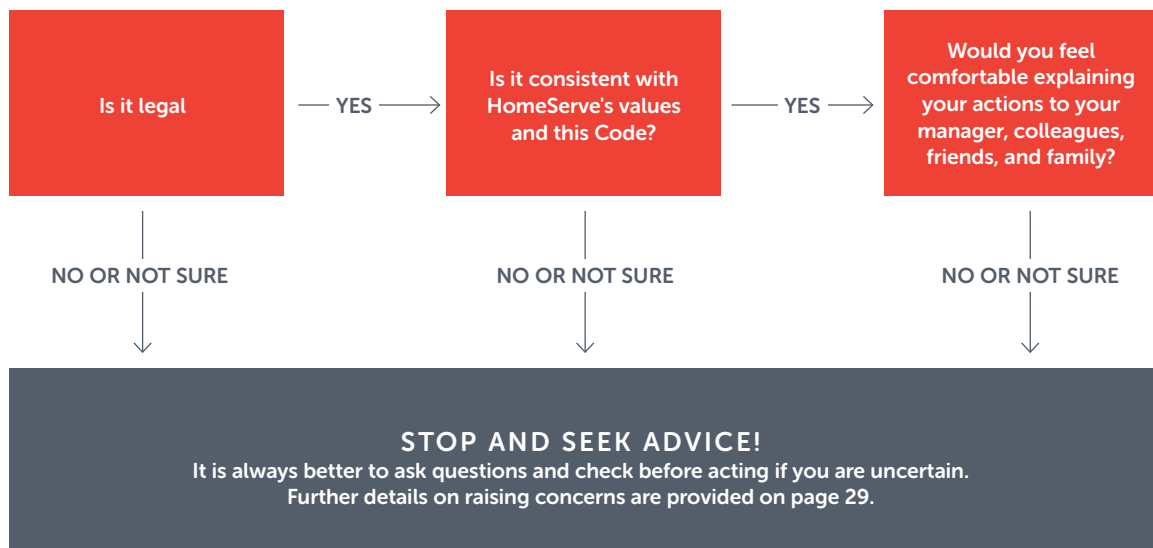 Is it legal
YES
Is it consistent with
HomeServe's values
and this Code?
YES
Would you feel
comfortable explaining
your actions to your
manager, colleagues,
friends, and family?
NO OR NOT SURE
NO OR NOT SURE
NO OR NOT SURE
STOP AND SEEK ADVICE!
It is always better to ask questions and check before acting if you are uncertain.
Further details on raising concerns are provided on page 29.